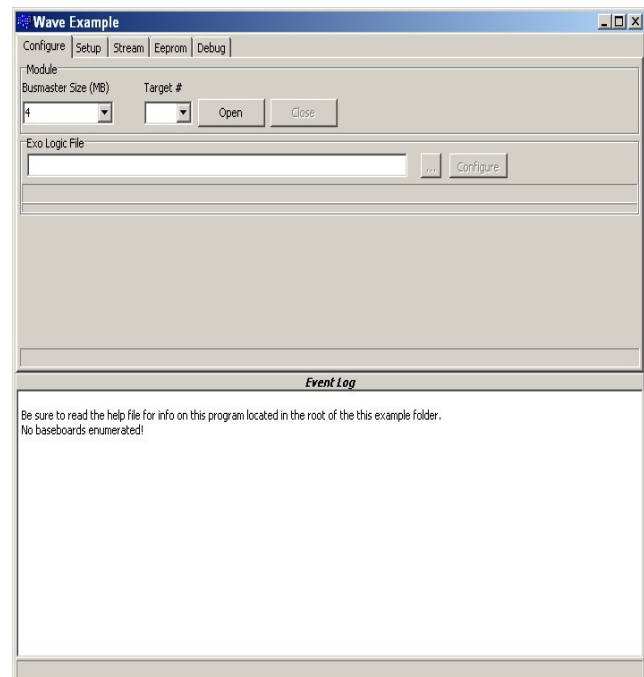 Wave Example
Configure Setup Stream Eeprom Debug
Module
Busmaster Size (MB) Target #
4 Open Close
Exo Logic File
... Configure
Event Log
Be sure to read the help file for info on this program located in the root of the this example folder.
No baseboards enumerated!